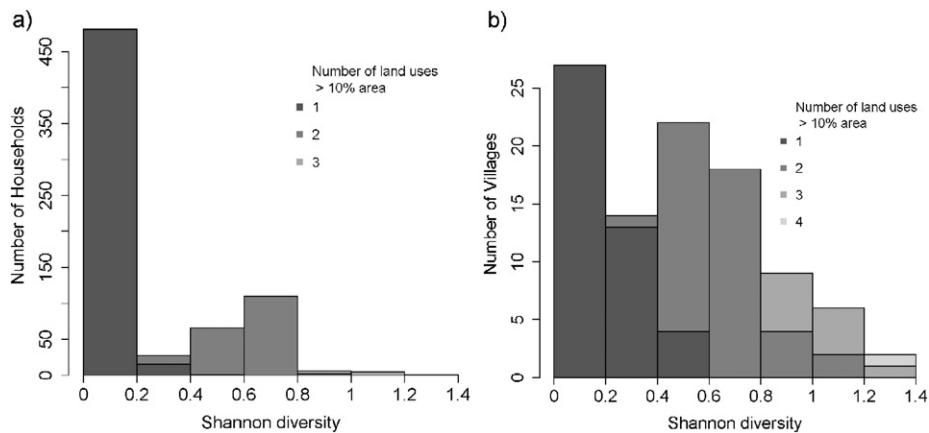 a)
Number of Households
450
350
250
150
50
0
Number of land uses
> 10% area
1
2
3
0 0.2 0.4 0.6 0.8 1 1.2 1.4
Shannon diversity
b)
Number of Villages
25
20
15
10
5
0
Number of land uses
> 10% area
1
2
3
4
0 0.2 0.4 0.6 0.8 1 1.2 1.4
Shannon diversity